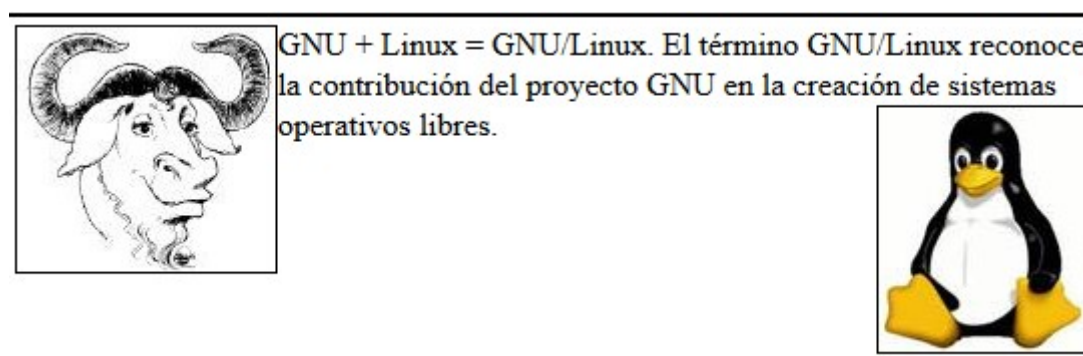 GNU + Linux = GNU/Linux. El término GNU/Linux reconoce
la contribución del proyecto GNU en la creación de sistemas
operativos libres.